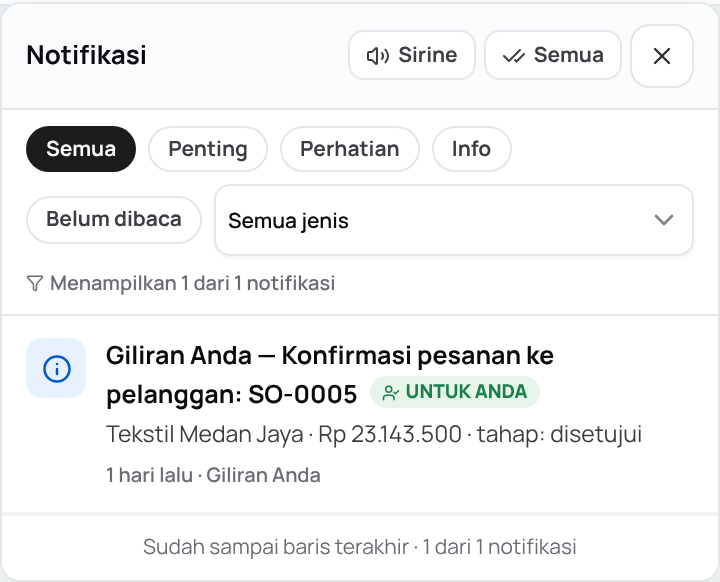 Notifikasi
Sirine
Semua
Semua
Penting
Perhatian
Info
Belum dibaca
Semua jenis
Menampilkan 1 dari 1 notifikasi
Giliran Anda — Konfirmasi pesanan ke
pelanggan: SO-0005 UNTUK ANDA
Tekstil Medan Jaya · Rp 23.143.500 · tahap: disetujui
1 hari lalu · Giliran Anda
Sudah sampai baris terakhir · 1 dari 1 notifikasi